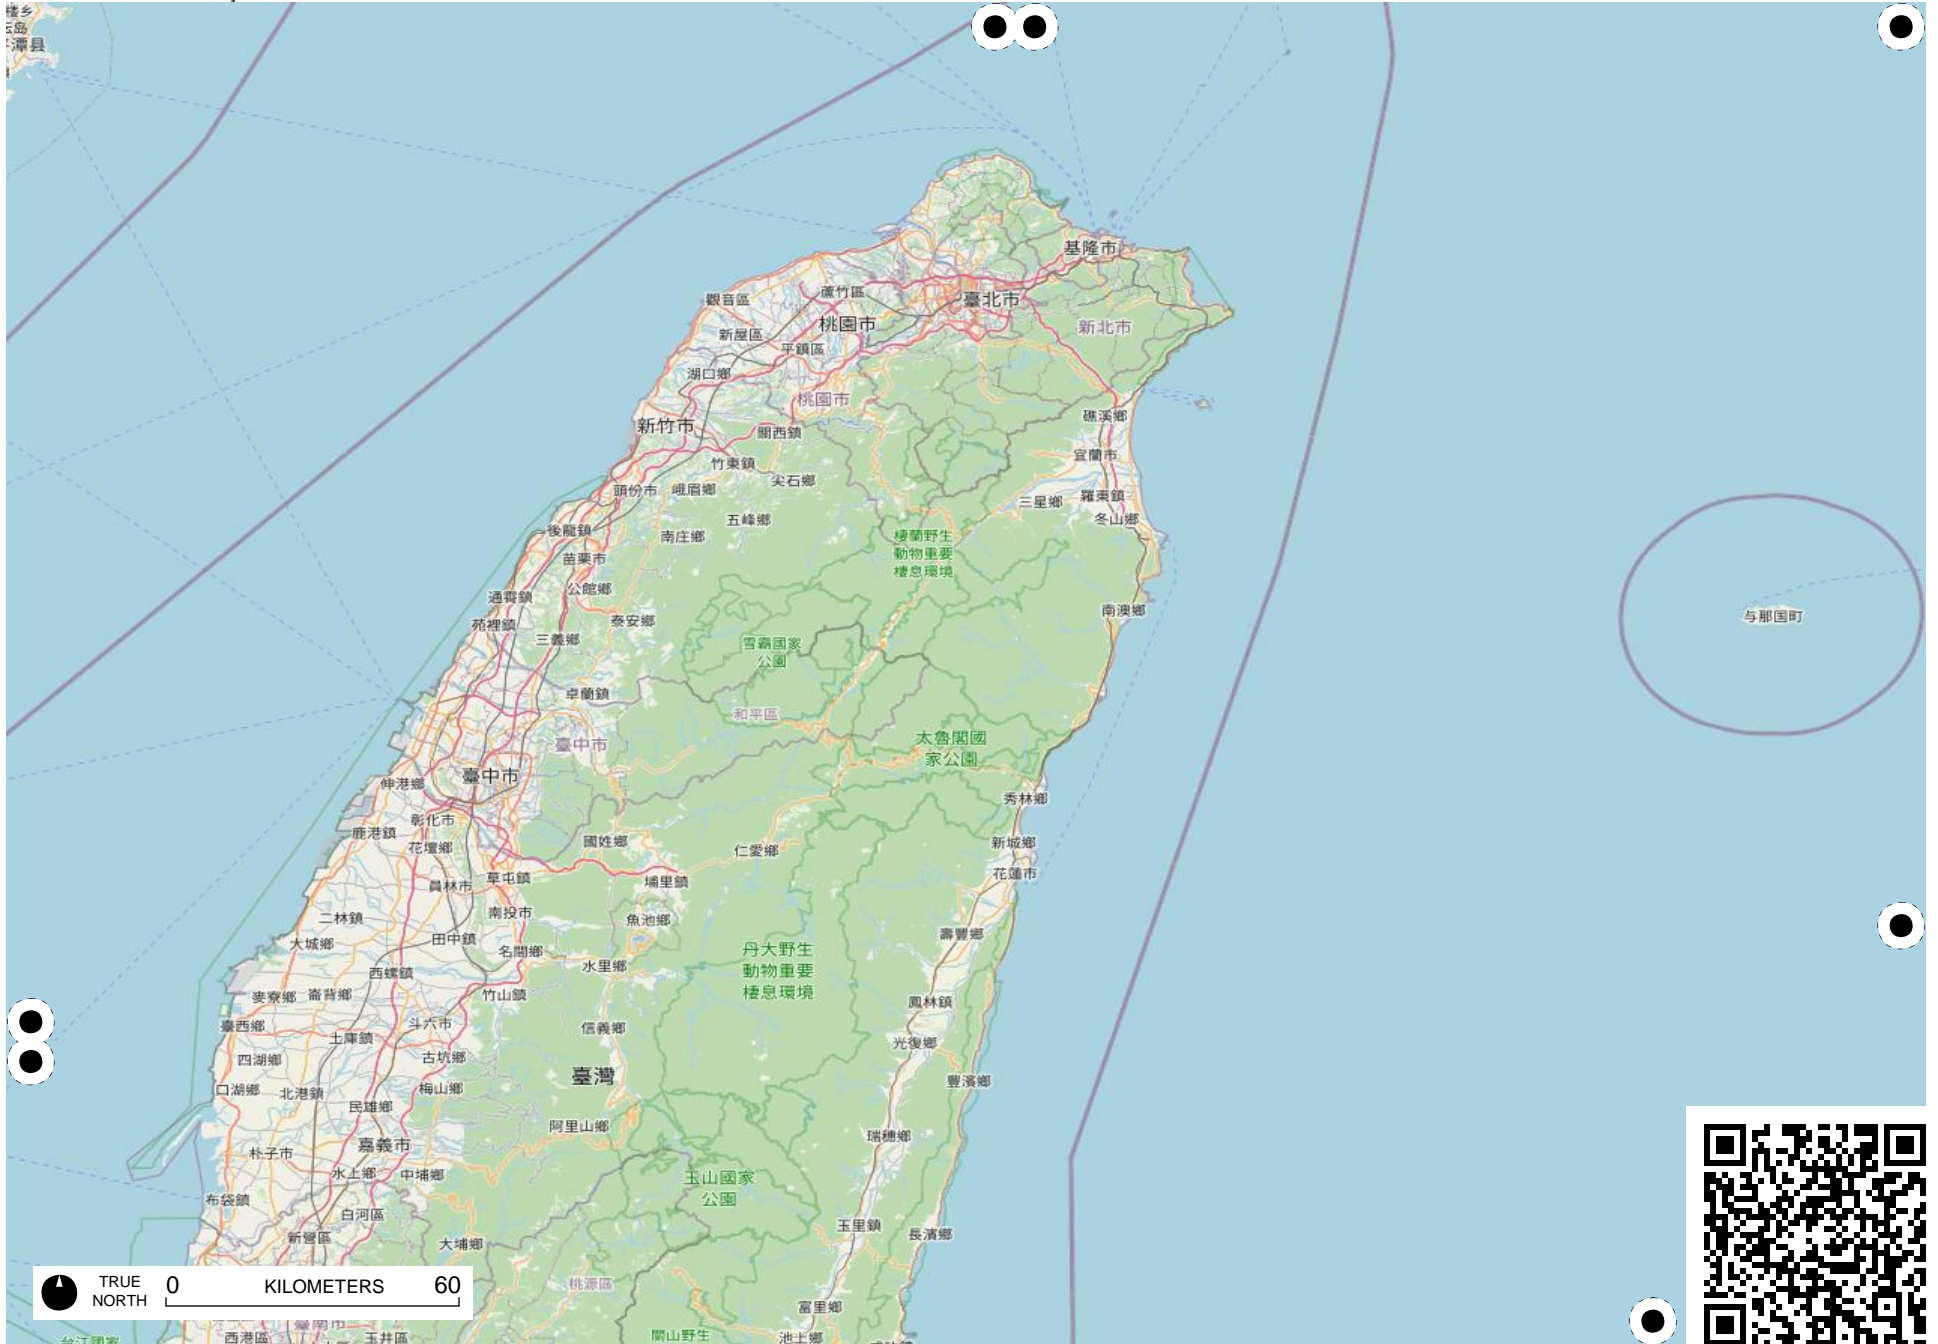 楼乡
坛岛
潭县
基隆市
臺北市
蘆竹區
觀音區
桃園市
新北市
新屋區
平鎮區
湖口鄉
桃園市
礁溪鄉
新竹市
關西鎮
宜蘭市
竹東鎮
尖石鄉
頭份市
峨眉鄉
三星鄉
羅東鎮
五峰鄉
冬山鄉
後龍鎮
南庄鄉
棲蘭野生
動物重要
棲息環境
苗栗市
公館鄉
通霄鎮
南澳鄉
与那国町
苑裡鎮
泰安鄉
三義鄉
雪霸國家
公園
卓蘭鎮
和平區
臺中市
太魯閣國
家公園
臺中市
伸港鄉
秀林鄉
彰化市
鹿港鎮
國姓鄉
新城鄉
花壇鄉
仁愛鄉
花蓮市
草屯鎮
埔里鎮
員林市
南投市
二林鎮
魚池鄉
壽豐鄉
大城鄉
田中鎮
名間鄉
丹大野生
動物重要
棲息環境
水里鄉
西螺鎮
麥寮鄉
崙背鄉
竹山鎮
鳳林鎮
臺西鄉
斗六市
信義鄉
土庫鎮
光復鄉
四湖鄉
古坑鄉
臺灣
豐濱鄉
口湖鄉
北港鎮
梅山鄉
民雄鄉
阿里山鄉
瑞穗鄉
嘉義市
朴子市
水上鄉
中埔鄉
玉山國家
公園
布袋鎮
白河區
玉里鎮
長濱鄉
新營區
大埔鄉
桃源區
TRUE
NORTH
0 KILOMETERS 60
富里鄉
臺南市
西港區
玉井區
關山野生
池上鄉
台江國家